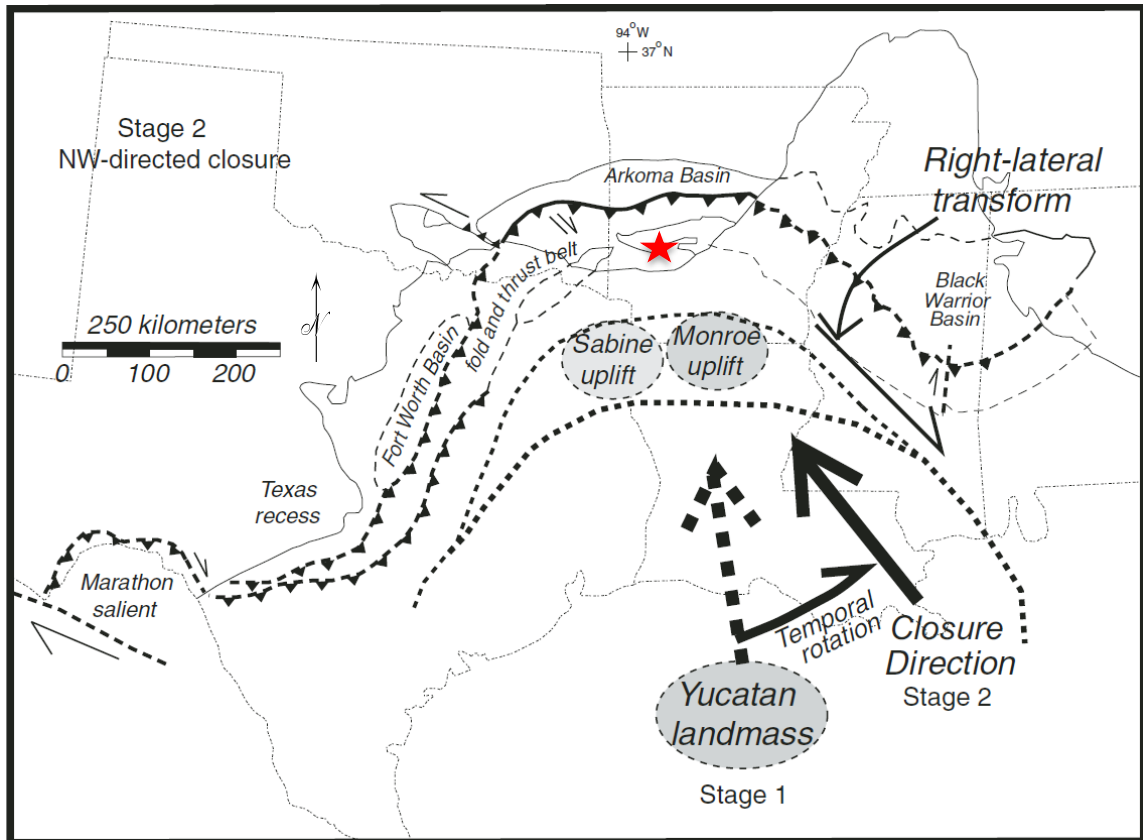 94°W
37°N
Stage 2
NW-directed closure
Arkoma Basin
Right-lateral
transform
250 kilometers
0 100 200
N
fold and thrust belt
Fort Worth Basin
Sabine
uplift
Monroe
uplift
Black
Warrior
Basin
Texas
recess
Marathon
salient
Temporal
rotation
Closure
Direction
Stage 2
Yucatan
landmass
Stage 1